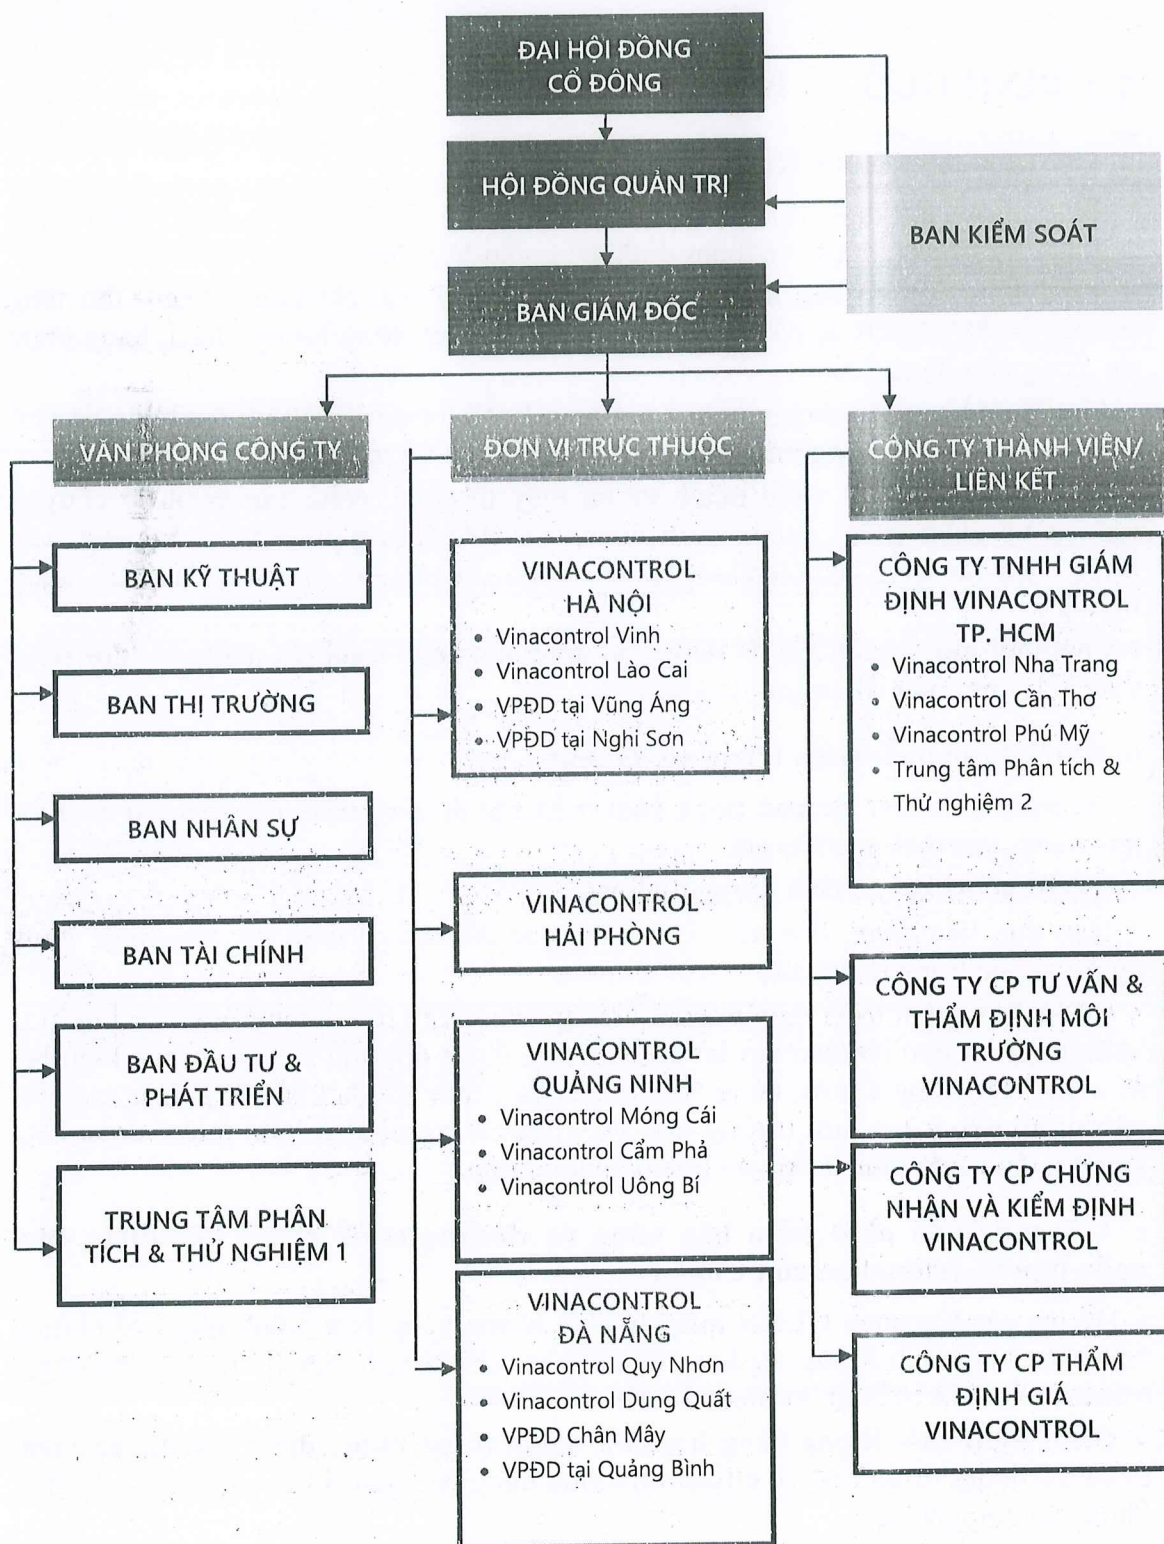 ĐẠI HỘI ĐỒNG
CỔ ĐÔNG
HỘI ĐỒNG QUẢN TRỊ
BAN KIỂM SOÁT
BAN GIÁM ĐỐC
VĂN PHÒNG CÔNG TY
BAN KỸ THUẬT
BAN THỊ TRƯỜNG
BAN NHÂN SỰ
BAN TÀI CHÍNH
BAN ĐẦU TƯ &
PHÁT TRIỂN
TRUNG TÂM PHÂN
TÍCH & THỬ NGHIỆM 1
ĐƠN VỊ TRỰC THUỘC
VINACONTROL
HÀ NỘI
• Vinacontrol Vinh
• Vinacontrol Lào Cai
• VPĐD tại Vũng Áng
• VPĐD tại Nghi Sơn
VINACONTROL
HẢI PHÒNG
VINACONTROL
QUẢNG NINH
• Vinacontrol Móng Cái
• Vinacontrol Cẩm Phả
• Vinacontrol Uông Bí
VINACONTROL
ĐÀ NẴNG
• Vinacontrol Quy Nhơn
• Vinacontrol Dung Quất
• VPĐD Chân Mây
• VPĐD tại Quảng Bình
CÔNG TY THÀNH VIÊN/
LIÊN KẾT
CÔNG TY TNHH GIÁM
ĐỊNH VINACONTROL
TP. HCM
• Vinacontrol Nha Trang
• Vinacontrol Cần Thơ
• Vinacontrol Phú Mỹ
• Trung tâm Phân tích &
Thử nghiệm 2
CÔNG TY CP TƯ VẤN &
THẨM ĐỊNH MÔI
TRƯỜNG
VINACONTROL
CÔNG TY CP CHỨNG
NHẬN VÀ KIỂM ĐỊNH
VINACONTROL
CÔNG TY CP THẨM
ĐỊNH GIÁ
VINACONTROL